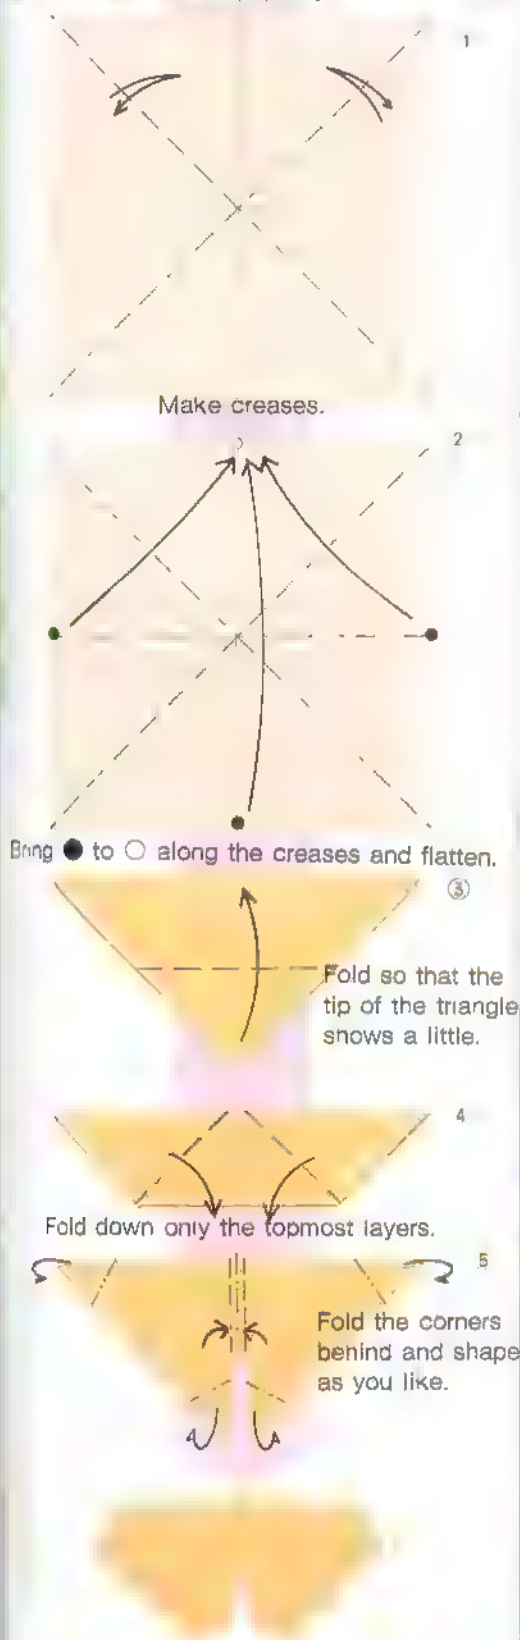 1
Make creases.
2
Bring ● to ○ along the creases and flatten.
③
Fold so that the
tip of the triangle
shows a little.
4
Fold down only the topmost layers.
5
Fold the corners
behind and shape
as you like.